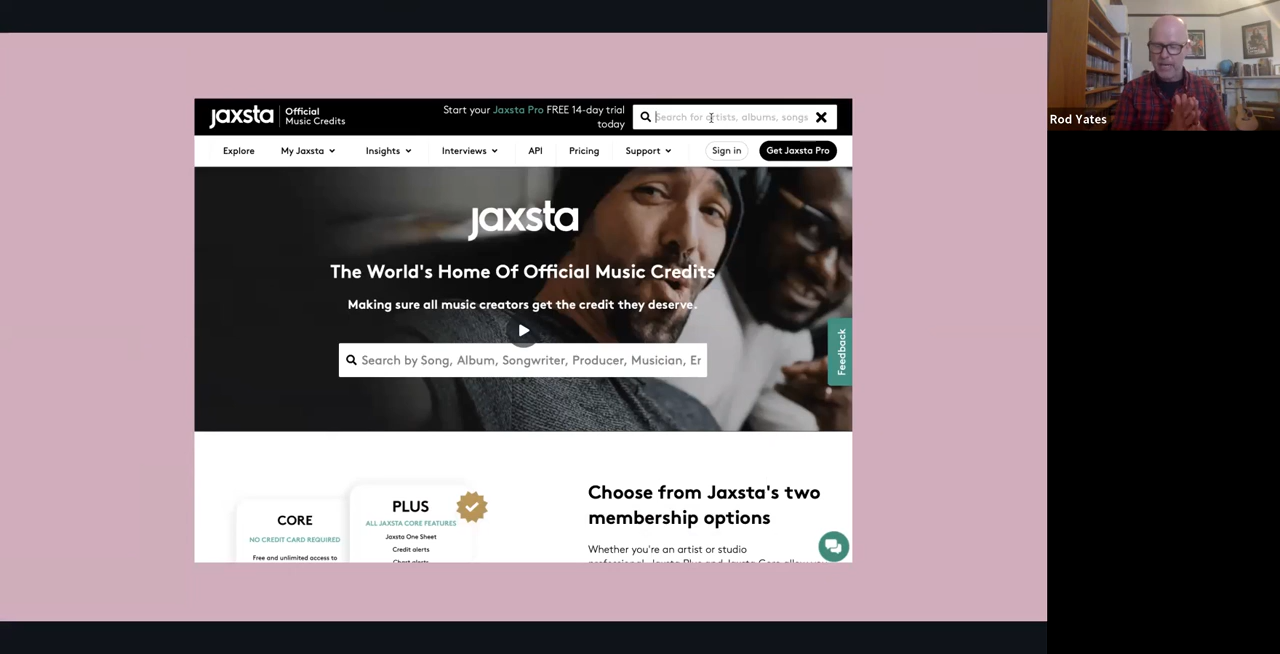 jaxsta
Official
Music Credits
Start your Jaxsta Pro FREE 14-day trial
today
Search for artists, albums, songs
Explore
My Jaxsta
Insights
Interviews
API
Pricing
Support
Sign in
Get Jaxsta Pro
jaxsta
The World's Home Of Official Music Credits
Making sure all music creators get the credit they deserve.
Search by Song, Album, Songwriter, Producer, Musician, Er
Feedback
CORE
NO CREDIT CARD REQUIRED
Free and unlimited access to
PLUS
ALL JAXSTA CORE FEATURES
Jaxsta One Sheet
Credit alerts
Chart alerts
Choose from Jaxsta's two
membership options
Whether you're an artist or studio
Rod Yates